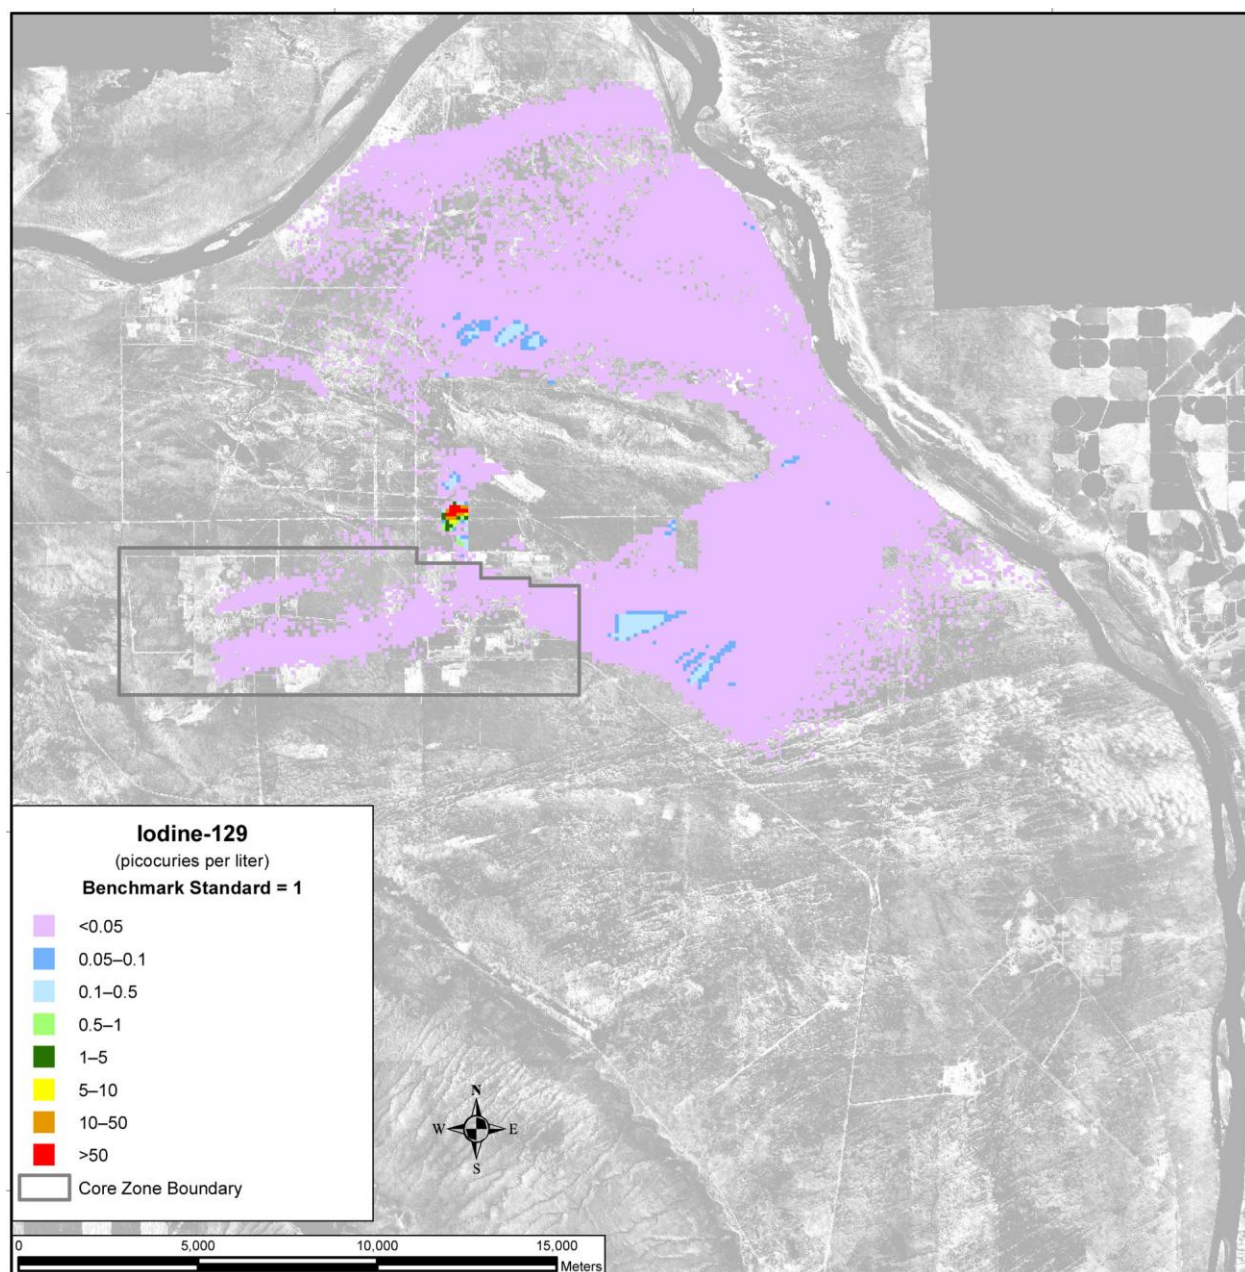 Iodine-129
(picocuries per liter)
Benchmark Standard = 1
<0.05
0.05–0.1
0.1–0.5
0.5–1
1–5
5–10
10–50
>50
Core Zone Boundary
N
W E
S
0 5,000 10,000 15,000
Meters